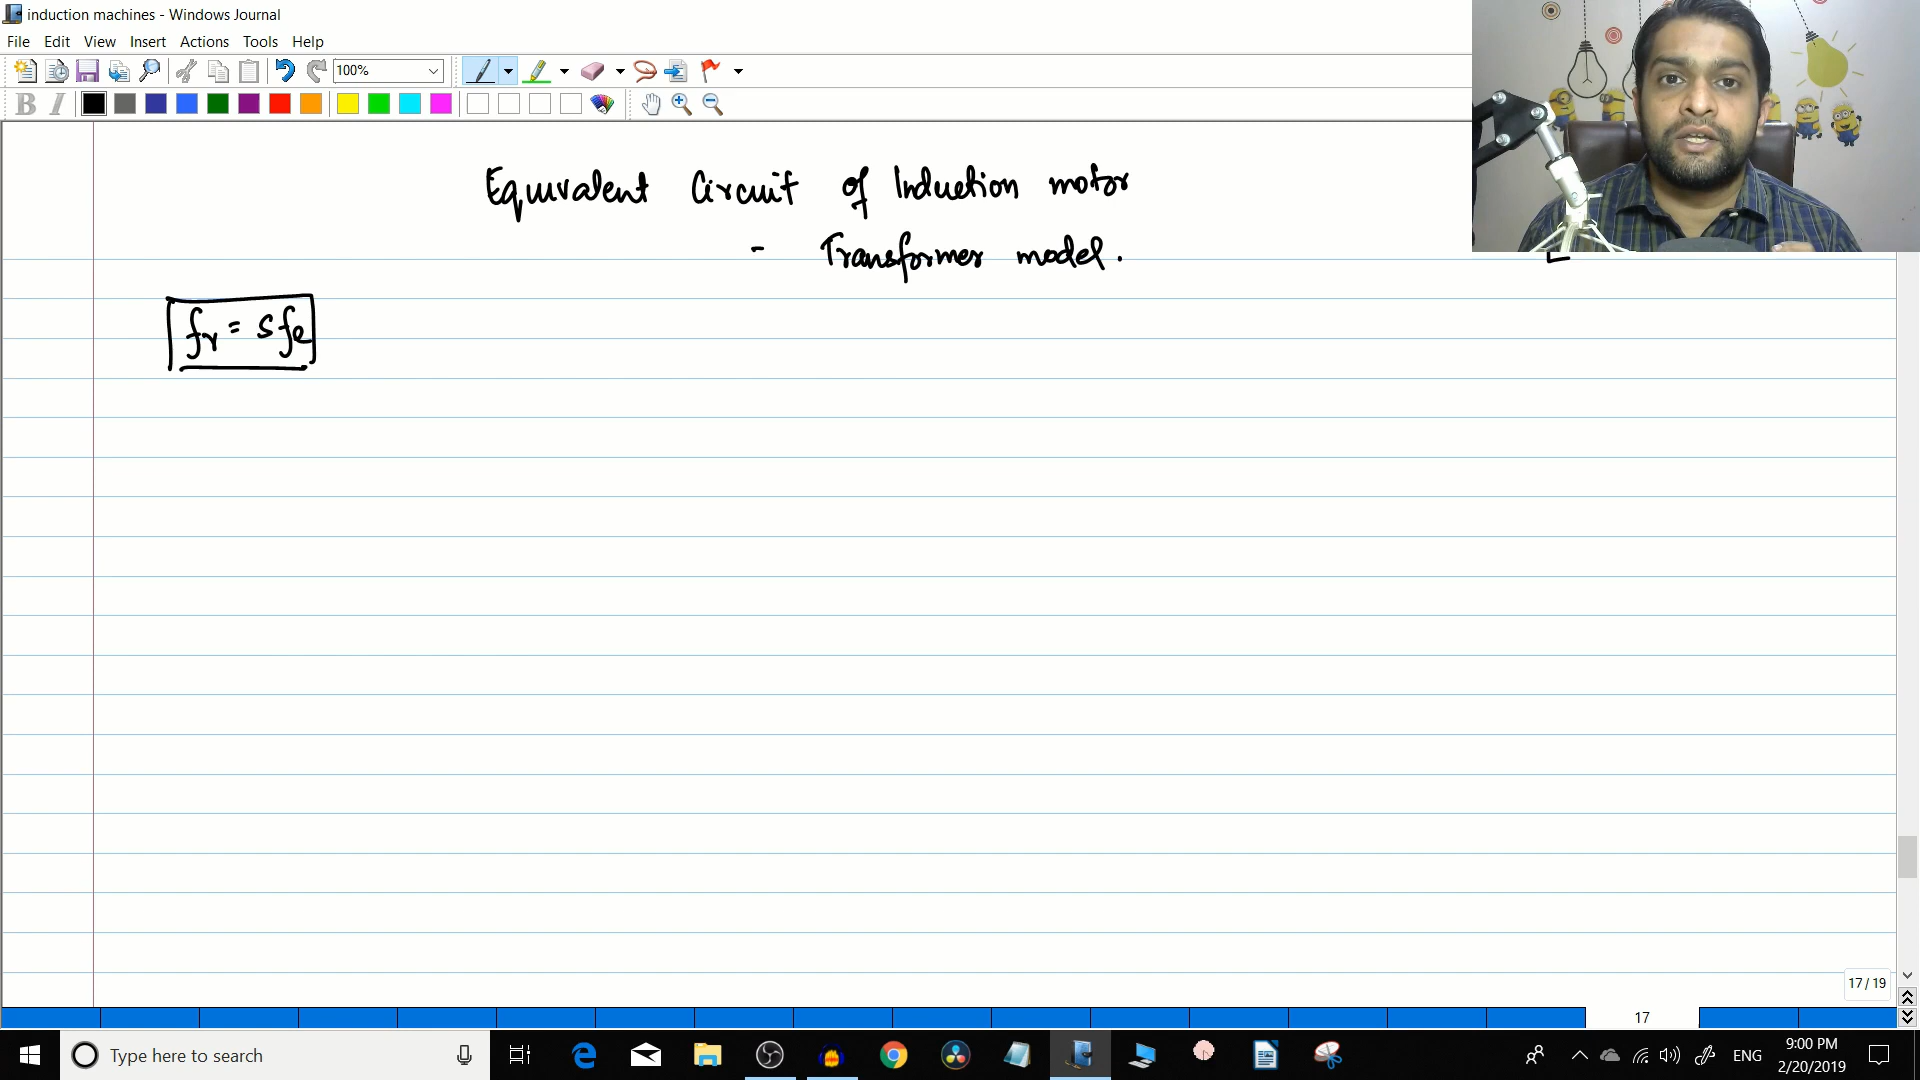 induction machines - Windows Journal
File Edit View Insert Actions Tools Help
100%
B I
Equivalent Circuit of Induction motor
- Transformer model.
fr = sfe
17 / 19
17
Type here to search
ENG
9:00 PM
2/20/2019